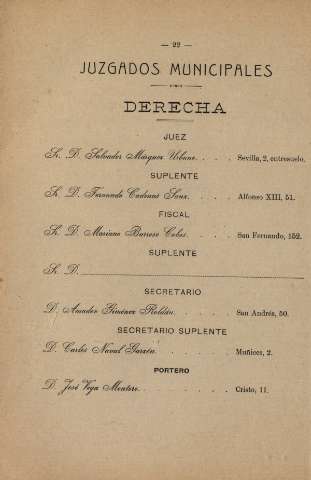 — 22 —
JUZGADOS MUNICIPALES
DERECHA
JUEZ
Sr. D. Salvador Márquez Urbano. . . . Sevilla, 2, entresuelo.
SUPLENTE
Sr. D. Fernando Cadenas Sanz. . . . Alfonso XIII, 51.
FISCAL
Sr. D. Mariano Barroso Cobos. . . . San Fernando, 152.
SUPLENTE
Sr. D.
SECRETARIO
D. Amador Giménez Roldán. . . . San Andrés, 50.
SECRETARIO SUPLENTE
D. Carlos Naval Garzón. . . . . Muñices, 2.
PORTERO
D. José Vega Montero. . . . . . Cristo, 11.